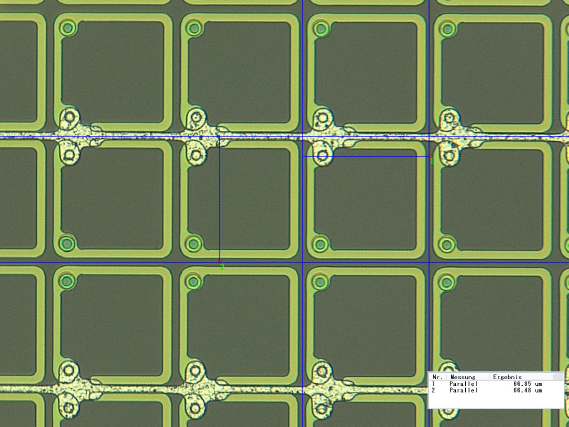 Nr. Messung Ergebnis
1 Parallel 66.85 um
2 Parallel 66.48 um